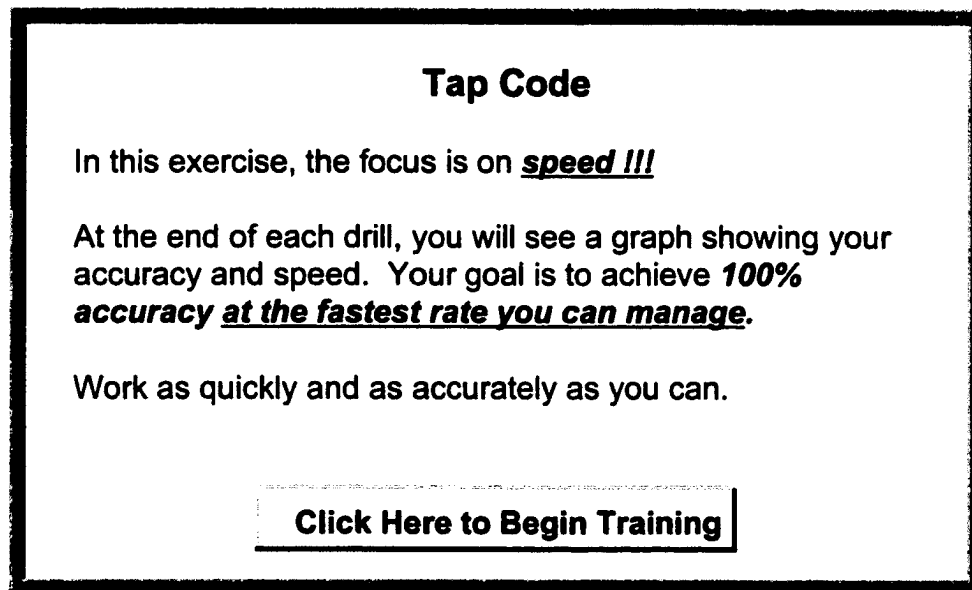 Tap Code
In this exercise, the focus is on speed !!!
At the end of each drill, you will see a graph showing your
accuracy and speed. Your goal is to achieve 100%
accuracy at the fastest rate you can manage.
Work as quickly and as accurately as you can.
Click Here to Begin Training